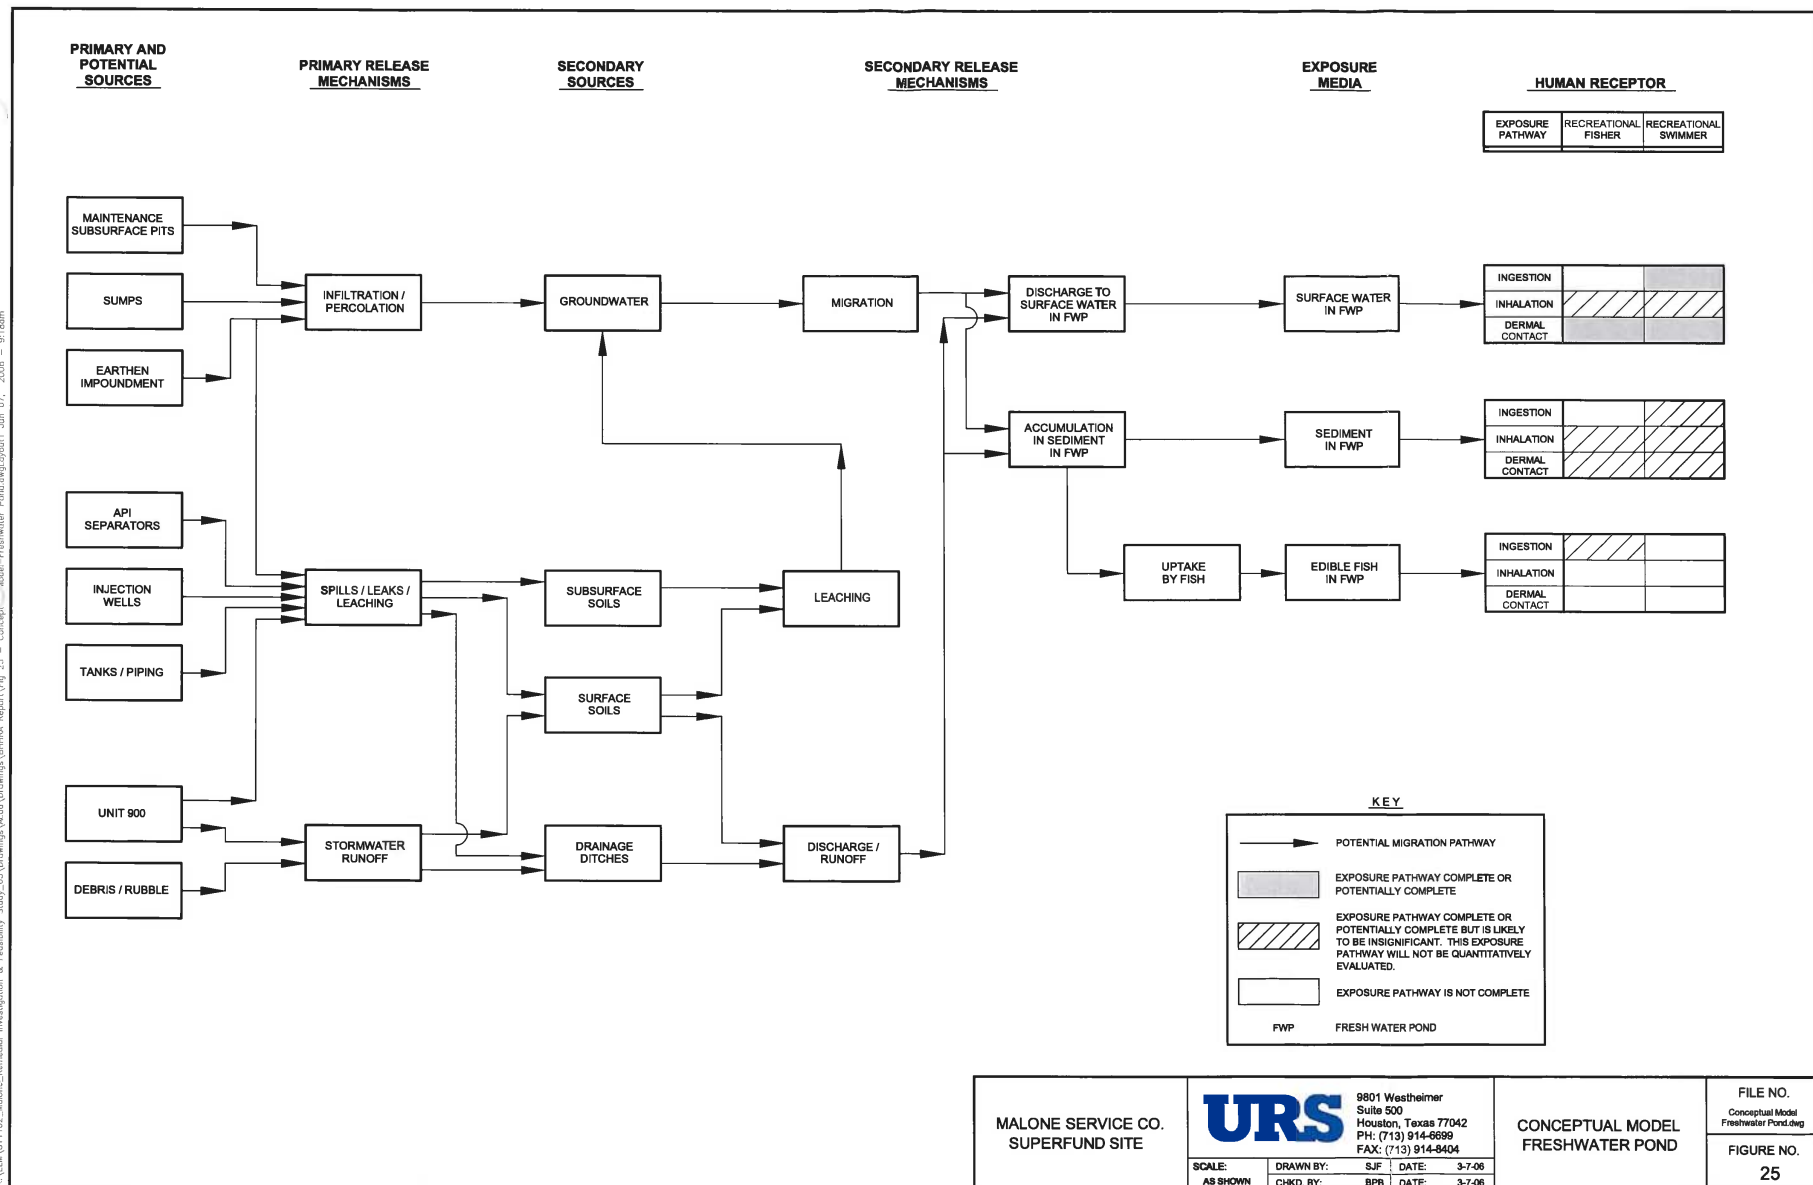 PRIMARY AND
POTENTIAL
SOURCES
PRIMARY RELEASE
MECHANISMS
SECONDARY
SOURCES
SECONDARY RELEASE
MECHANISMS
EXPOSURE
MEDIA
HUMAN RECEPTOR
EXPOSURE
PATHWAY
RECREATIONAL
FISHER
RECREATIONAL
SWIMMER
MAINTENANCE
SUBSURFACE PITS
SUMPS
EARTHEN
IMPOUNDMENT
INFILTRATION /
PERCOLATION
GROUNDWATER
MIGRATION
DISCHARGE TO
SURFACE WATER
IN FWP
SURFACE WATER
IN FWP
INGESTION
INHALATION
DERMAL
CONTACT
ACCUMULATION
IN SEDIMENT
IN FWP
SEDIMENT
IN FWP
INGESTION
INHALATION
DERMAL
CONTACT
API
SEPARATORS
INJECTION
WELLS
TANKS / PIPING
SPILLS / LEAKS /
LEACHING
SUBSURFACE
SOILS
LEACHING
UPTAKE
BY FISH
EDIBLE FISH
IN FWP
INGESTION
INHALATION
DERMAL
CONTACT
SURFACE
SOILS
UNIT 900
DEBRIS / RUBBLE
STORMWATER
RUNOFF
DRAINAGE
DITCHES
DISCHARGE /
RUNOFF
KEY
POTENTIAL MIGRATION PATHWAY
EXPOSURE PATHWAY COMPLETE OR
POTENTIALLY COMPLETE
EXPOSURE PATHWAY COMPLETE OR
POTENTIALLY COMPLETE BUT IS LIKELY
TO BE INSIGNIFICANT. THIS EXPOSURE
PATHWAY WILL NOT BE QUANTITATIVELY
EVALUATED.
EXPOSURE PATHWAY IS NOT COMPLETE
FWP FRESH WATER POND
MALONE SERVICE CO.
SUPERFUND SITE
URS
9801 Westheimer
Suite 500
Houston, Texas 77042
PH: (713) 914-6699
FAX: (713) 914-8404
SCALE:
AS SHOWN
DRAWN BY: SJF DATE: 3-7-06
CHKD. BY: BPB DATE: 3-7-06
CONCEPTUAL MODEL
FRESHWATER POND
FILE NO.
Conceptual Model
Freshwater Pond.dwg
FIGURE NO.
25